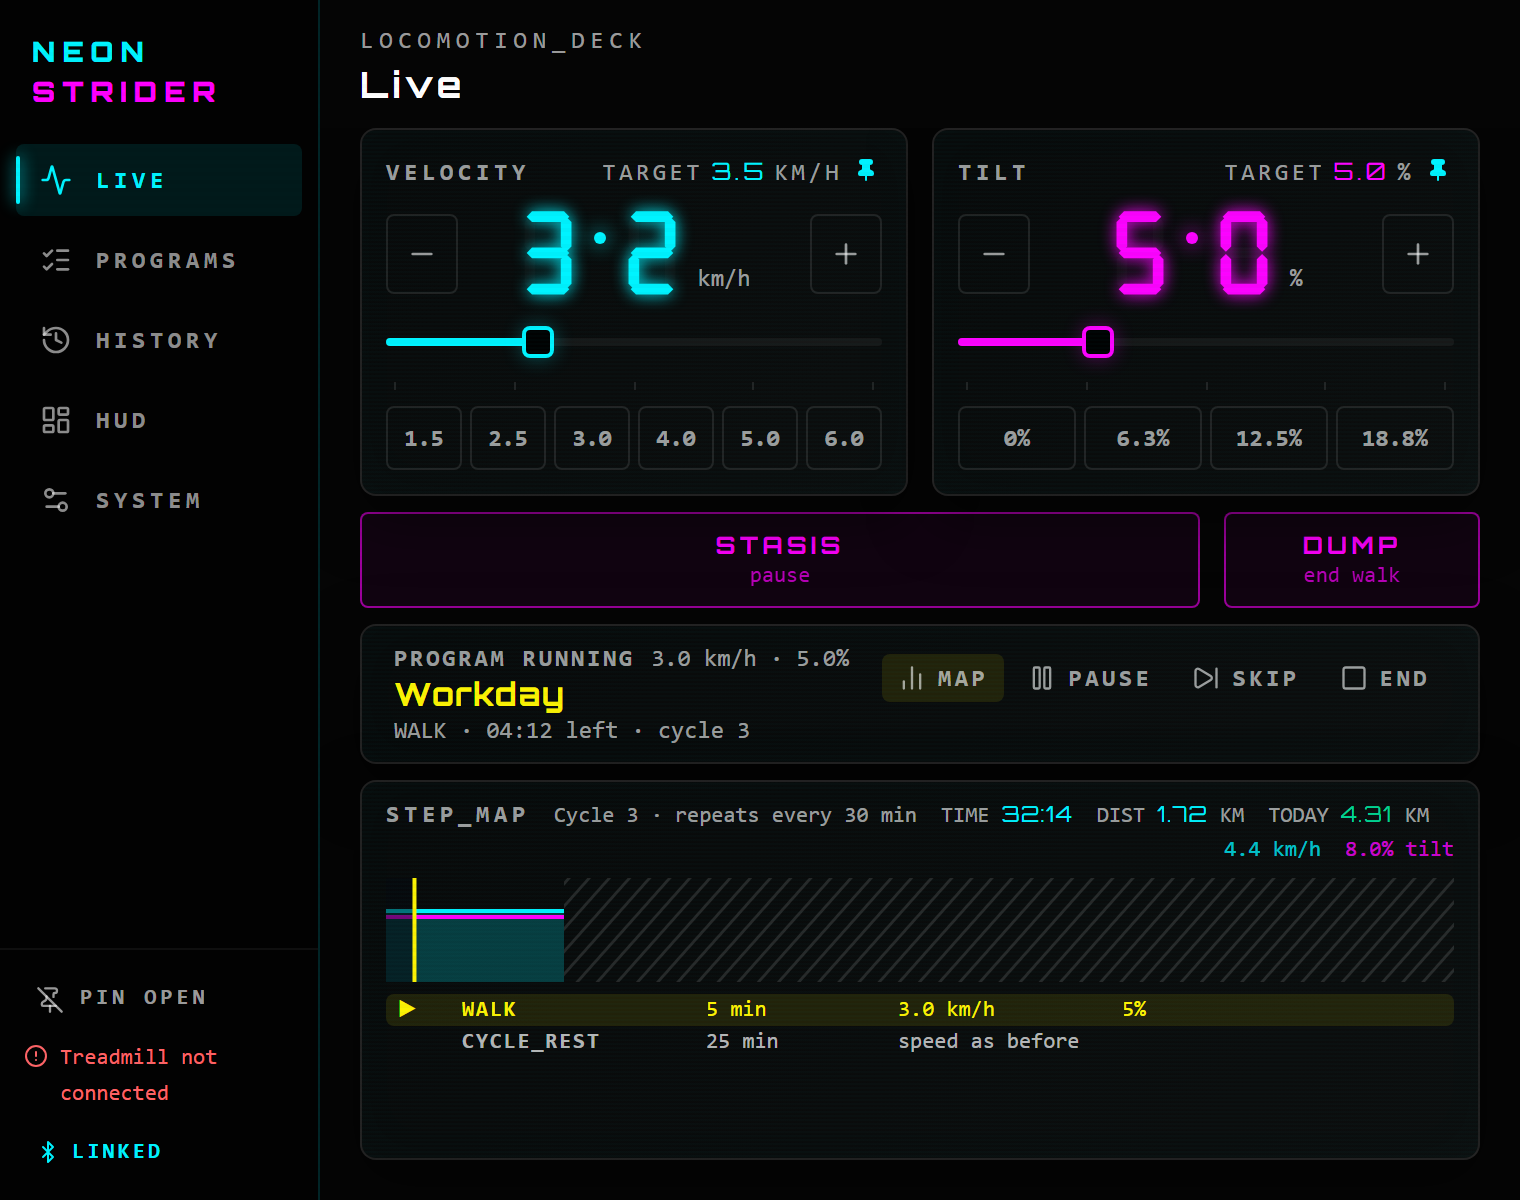 NEON
STRIDER
LIVE
PROGRAMS
HISTORY
HUD
SYSTEM
PIN OPEN
Treadmill not
connected
LINKED
LOCOMOTION_DECK
Live
VELOCITY TARGET 3.5 KM/H
3.2 km/h
1.5 2.5 3.0 4.0 5.0 6.0
TILT TARGET 5.0 %
5.0 %
0% 6.3% 12.5% 18.8%
STASIS
pause
DUMP
end walk
PROGRAM RUNNING 3.0 km/h · 5.0%
Workday
WALK · 04:12 left · cycle 3
MAP PAUSE SKIP END
STEP_MAP Cycle 3 · repeats every 30 min TIME 32:14 DIST 1.72 KM TODAY 4.31 KM
4.4 km/h 8.0% tilt
WALK 5 min 3.0 km/h 5%
CYCLE_REST 25 min speed as before